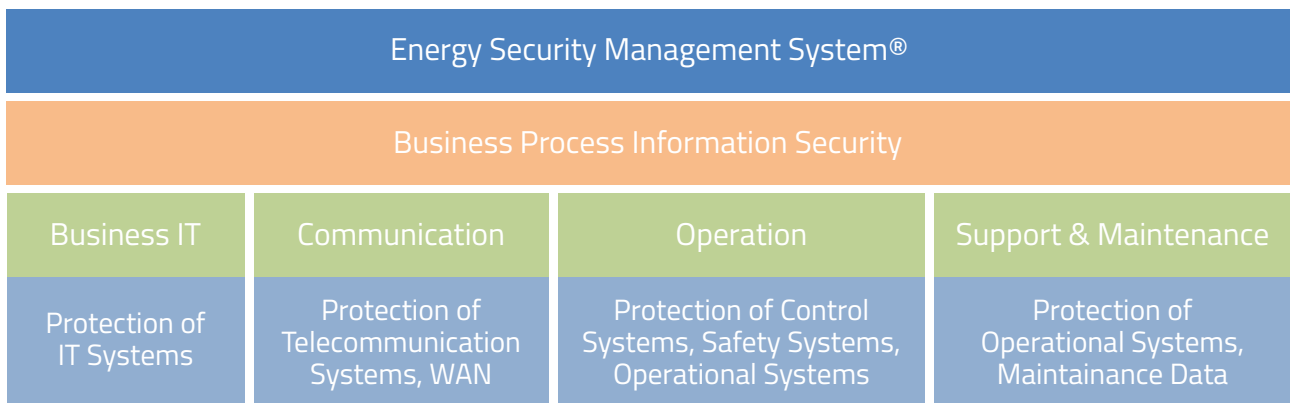 Energy Security Management System®
Business Process Information Security
Business IT
Communication
Operation
Support & Maintenance
Protection of
IT Systems
Protection of
Telecommunication
Systems, WAN
Protection of Control
Systems, Safety Systems,
Operational Systems
Protection of
Operational Systems,
Maintainance Data